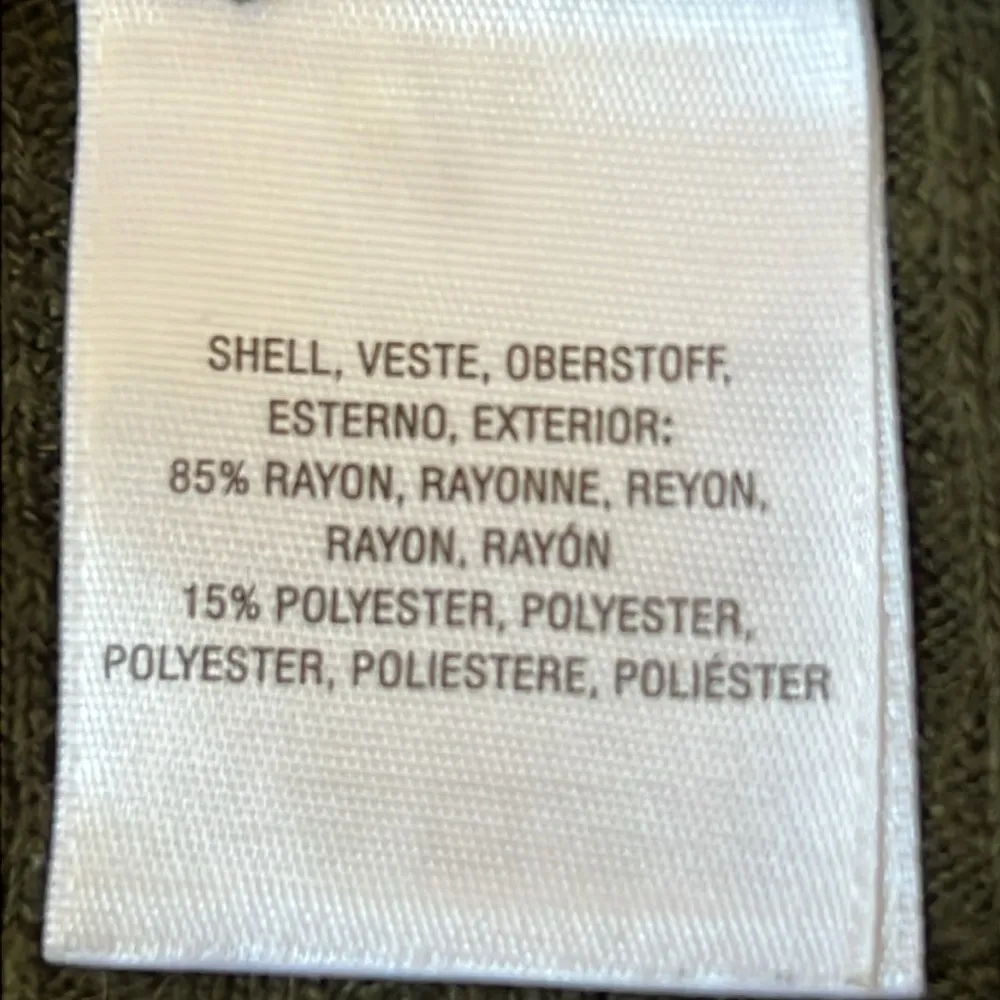 SHELL, VESTE, OBERSTOFF,
ESTERNO, EXTERIOR:
85% RAYON, RAYONNE, REYON,
RAYON, RAYÓN
15% POLYESTER, POLYESTER,
POLYESTER, POLIESTERE, POLIÉSTER